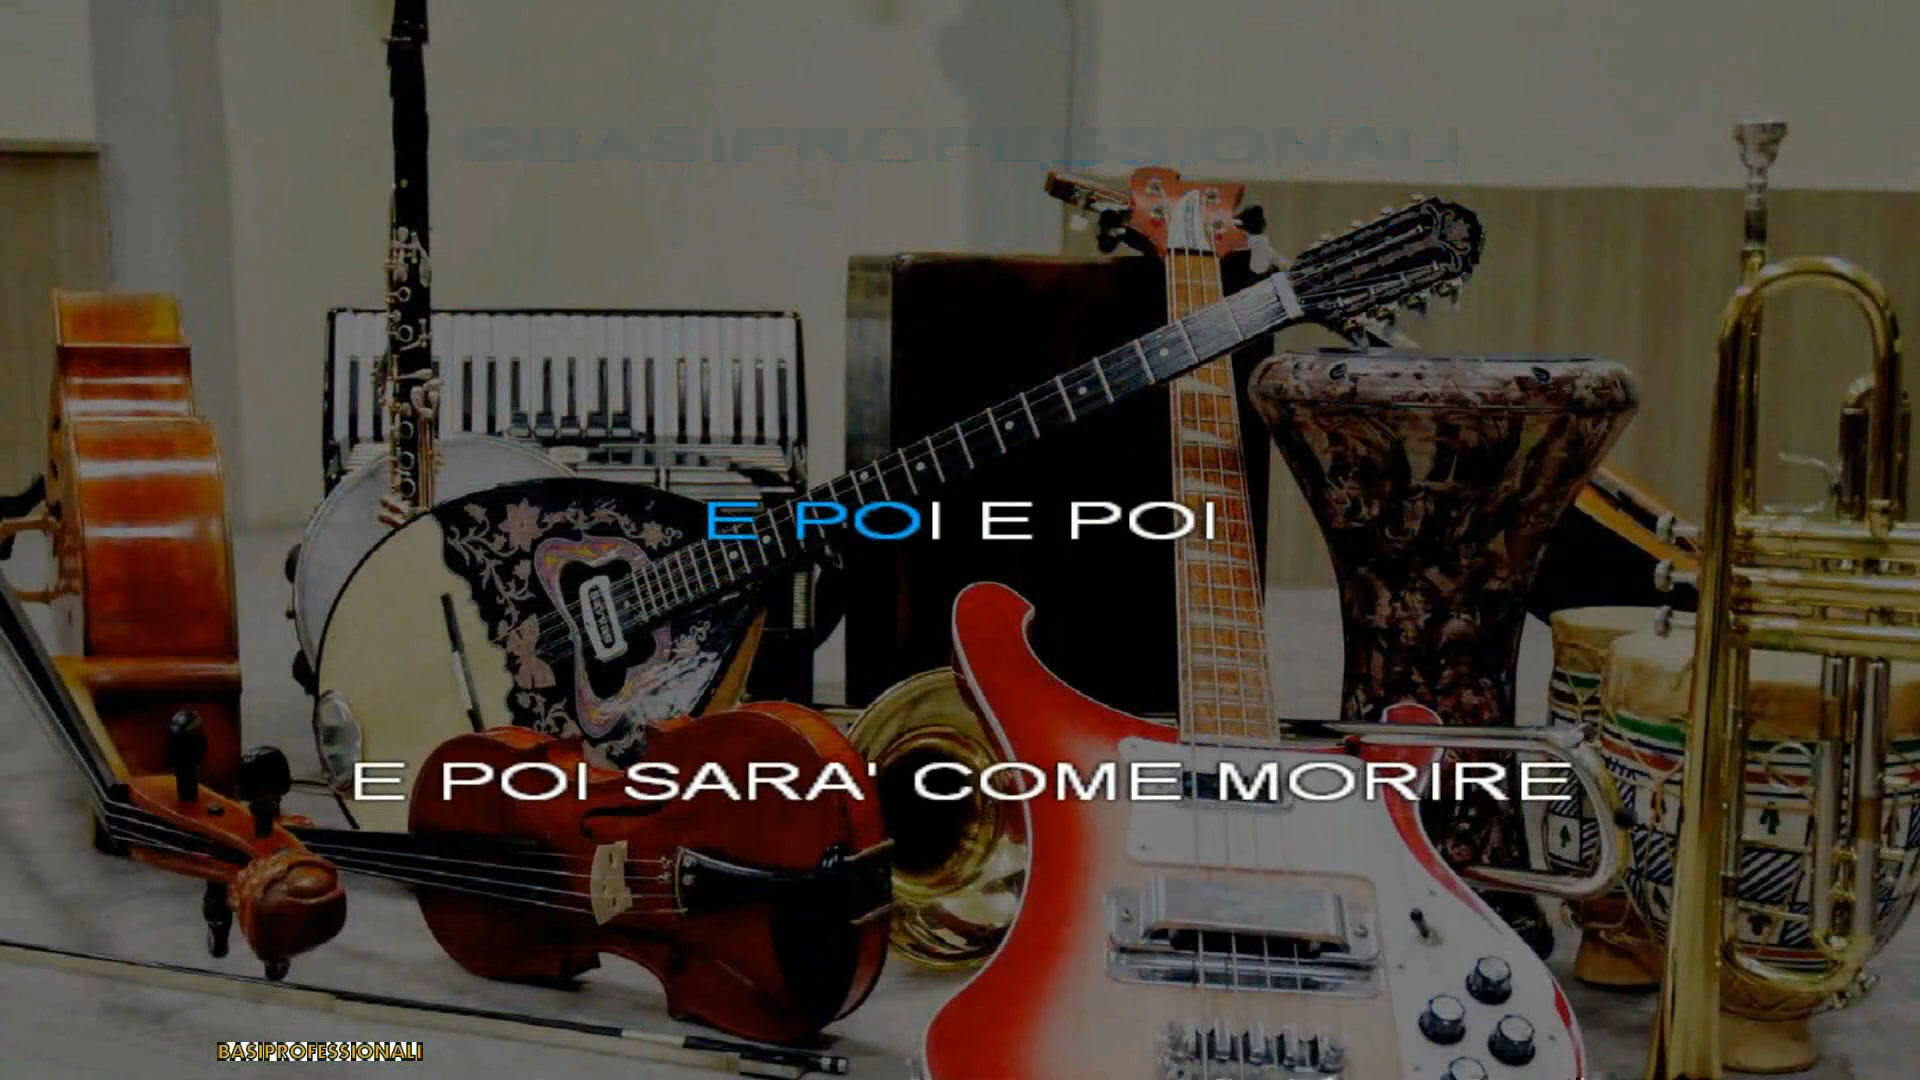 ©BASIPROFESSIONALI
E POI E POI
E POI SARA' COME MORIRE
BASIPROFESSIONALI